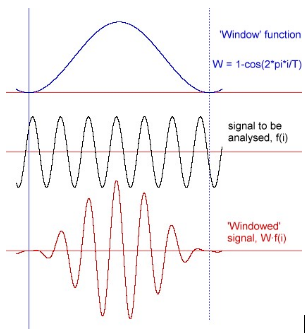 'Window' function
W = 1-cos(2*pi*i/T)
signal to be
analysed, f(i)
'Windowed'
signal, W·f(i)